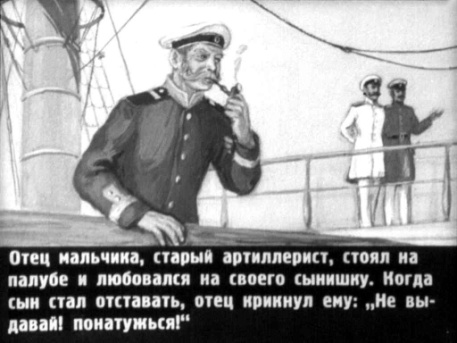 Отец мальчика, старый артиллерист, стоял на
палубе и любовался на своего сынишку. Когда
сын стал отставать, отец крикнул ему: „Не вы-
давай! понатужься!“